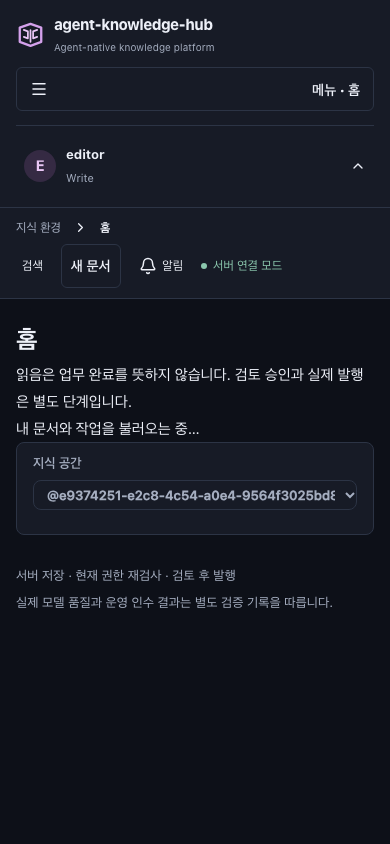 agent-knowledge-hub
Agent-native knowledge platform
메뉴 · 홈
E
editor
Write
지식 환경
홈
검색
새 문서
알림
서버 연결 모드
홈
읽음은 업무 완료를 뜻하지 않습니다. 검토 승인과 실제 발행
은 별도 단계입니다.
내 문서와 작업을 불러오는 중...
지식 공간
@e9374251-e2c8-4c54-a0e4-9564f3025bd8
서버 저장 · 현재 권한 재검사 · 검토 후 발행
실제 모델 품질과 운영 인수 결과는 별도 검증 기록을 따릅니다.